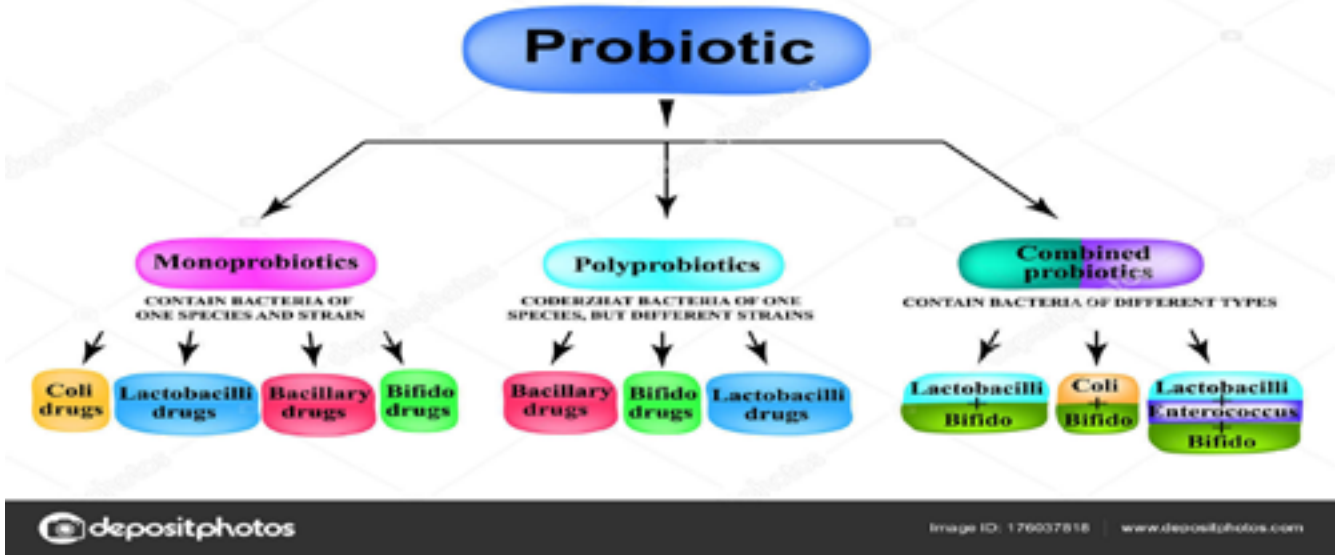 Probiotic
Monoprobiotics
CONTAIN BACTERIA OF
ONE SPECIES AND STRAIN
Coli
drugs
Lactobacilli
drugs
Bacillary
drugs
Bifido
drugs
Polyprobiotics
CODERZHAT BACTERIA OF ONE
SPECIES, BUT DIFFERENT STRAINS
Bacillary
drugs
Bifido
drugs
Lactobacilli
drugs
Combined
probiotics
CONTAIN BACTERIA OF DIFFERENT TYPES
Lactobacilli
+
Bifido
Coli
+
Bifido
Lactobacilli
+
Enterococcus
+
Bifido
depositphotos
Image ID: 176037818 | www.depositphotos.com